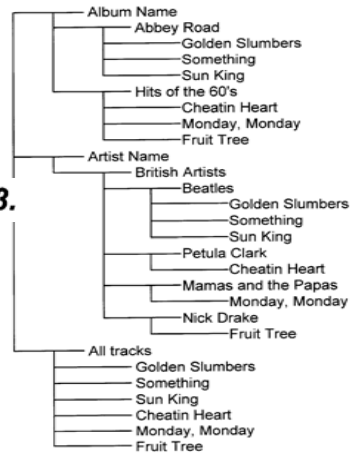 Album Name
Abbey Road
Golden Slumbers
Something
Sun King
Hits of the 60's
Cheatin Heart
Monday, Monday
Fruit Tree
Artist Name
British Artists
Beatles
3.
Golden Slumbers
Something
Sun King
Petula Clark
Cheatin Heart
Mamas and the Papas
Monday, Monday
Nick Drake
Fruit Tree
All tracks
Golden Slumbers
Something
Sun King
Cheatin Heart
Monday, Monday
Fruit Tree